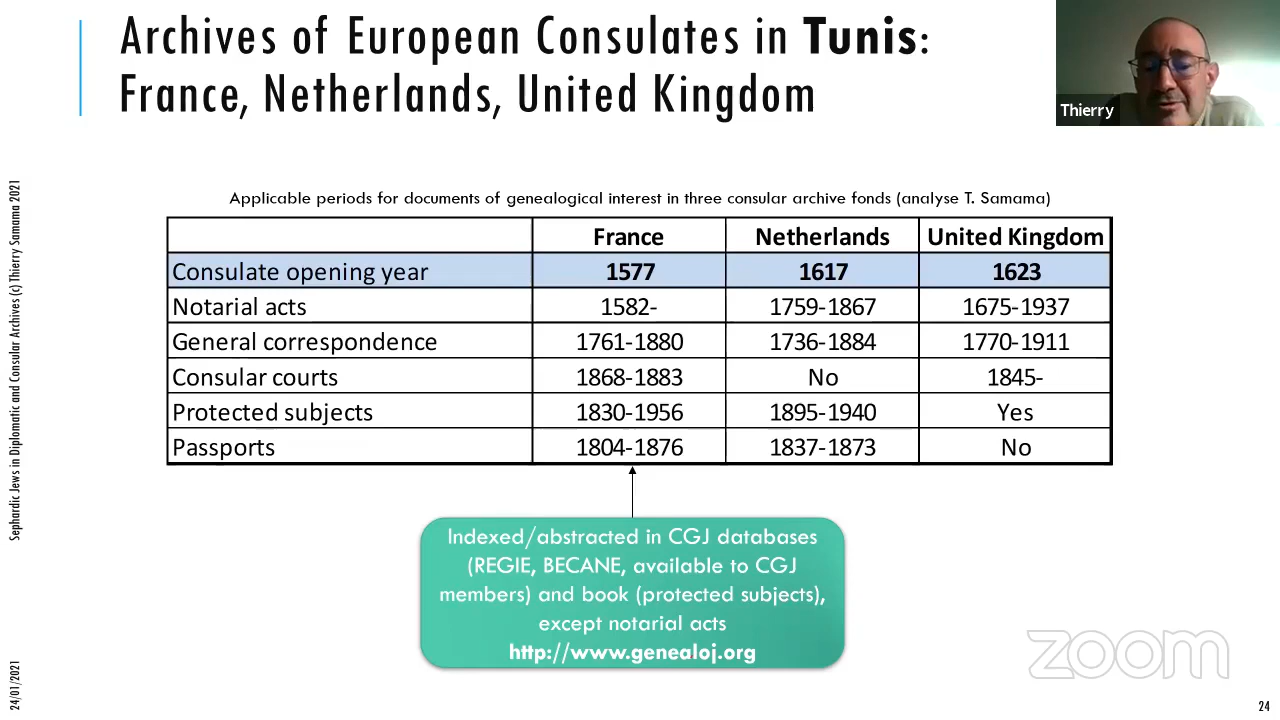 Archives of European Consulates in Tunis:
France, Netherlands, United Kingdom
Thierry
Sephardic Jews in Diplomatic and Consular Archives (c) Thierry Samama 2021
Applicable periods for documents of genealogical interest in three consular archive fonds (analyse T. Samama)
France Netherlands United Kingdom
Consulate opening year 1577 1617 1623
Notarial acts 1582- 1759-1867 1675-1937
General correspondence 1761-1880 1736-1884 1770-1911
Consular courts 1868-1883 No 1845-
Protected subjects 1830-1956 1895-1940 Yes
Passports 1804-1876 1837-1873 No
Indexed/abstracted in CGJ databases
(REGIE, BECANE, available to CGJ
members) and book (protected subjects),
except notarial acts
http://www.genealoj.org
zoom
24/01/2021
24